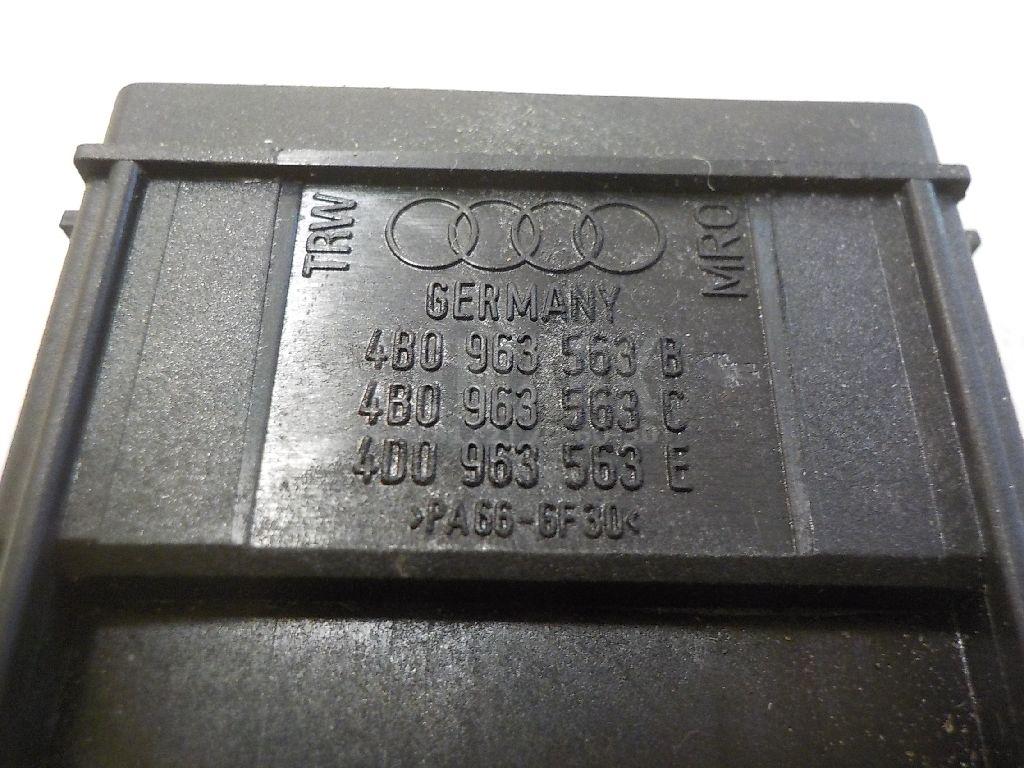 TRW
MRO
GERMANY
4B0 963 563 B
4B0 963 563 C
4D0 963 563 E
>PA66-GF30<